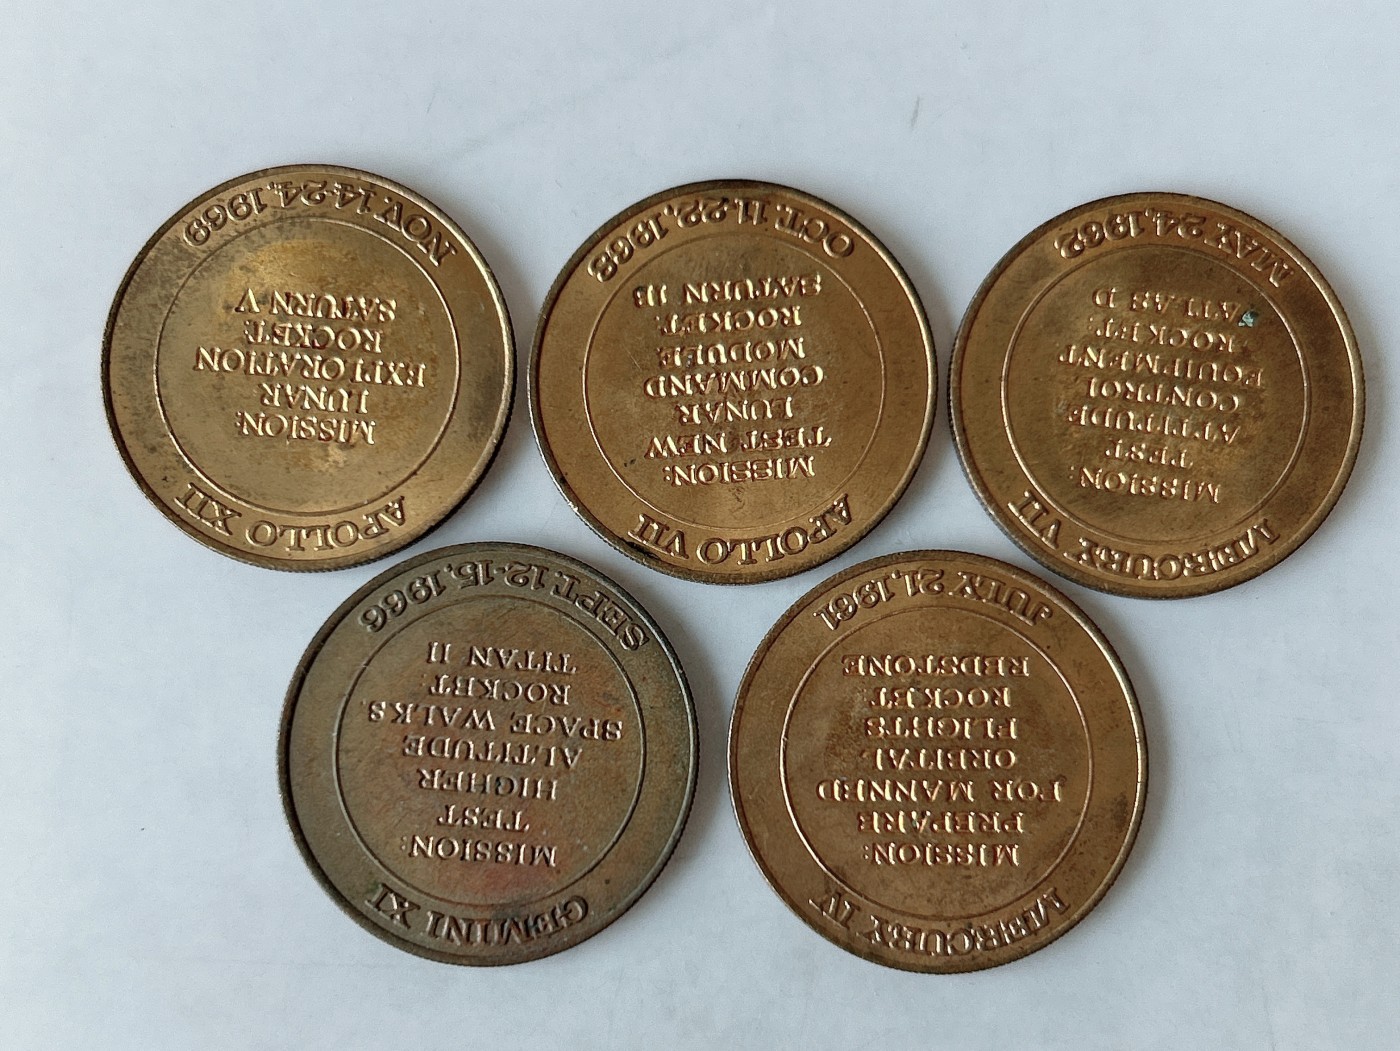 APOLLO XII
MISSION:
LUNAR
EXPLORATION
ROCKET:
SATURN V
NOV. 14-24, 1969
APOLLO VII
MISSION:
TEST NEW
LUNAR
COMMAND
MODULE
ROCKET:
SATURN IB
OCT. 11-22, 1968
MERCURY VII
MISSION:
TEST
ATTITUDE
CONTROL
EQUIPMENT
ROCKET:
ATLAS D
MAY 24, 1962
GEMINI XI
MISSION:
TEST
HIGHER
ALTITUDE
SPACE WALKS
ROCKET:
TITAN II
SEPT. 12-15, 1966
MERCURY IV
MISSION:
PREPARE
FOR MANNED
ORBITAL
FLIGHTS
ROCKET:
REDSTONE
JULY 21, 1961